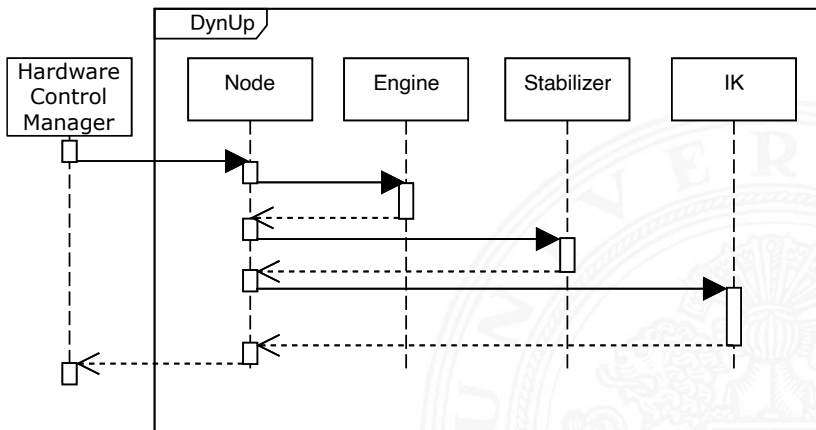 DynUp
Hardware
Control
Manager
Node
Engine
Stabilizer
IK
U N I V E R